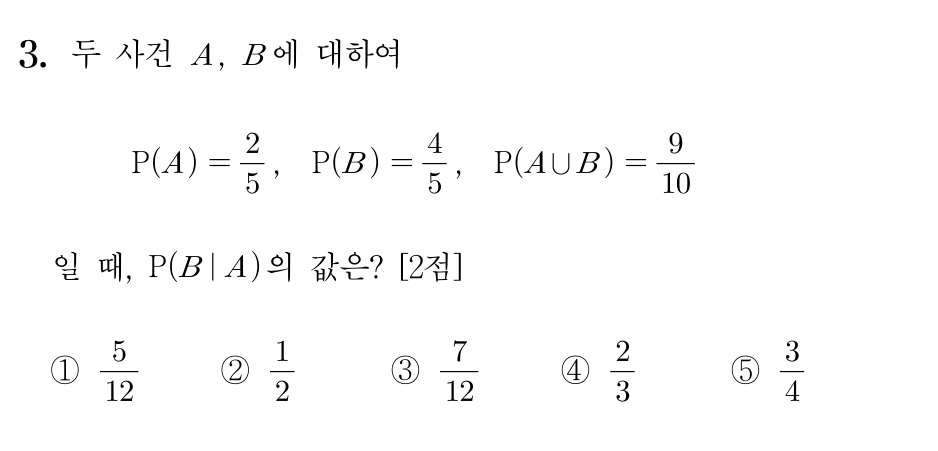 3. 두 사건 A, B에 대하여
P(A) = 2/5, P(B) = 4/5, P(A∪B) = 9/10
일 때, P(B|A)의 값은? [2점]
① 5/12 ② 1/2 ③ 7/12 ④ 2/3 ⑤ 3/4